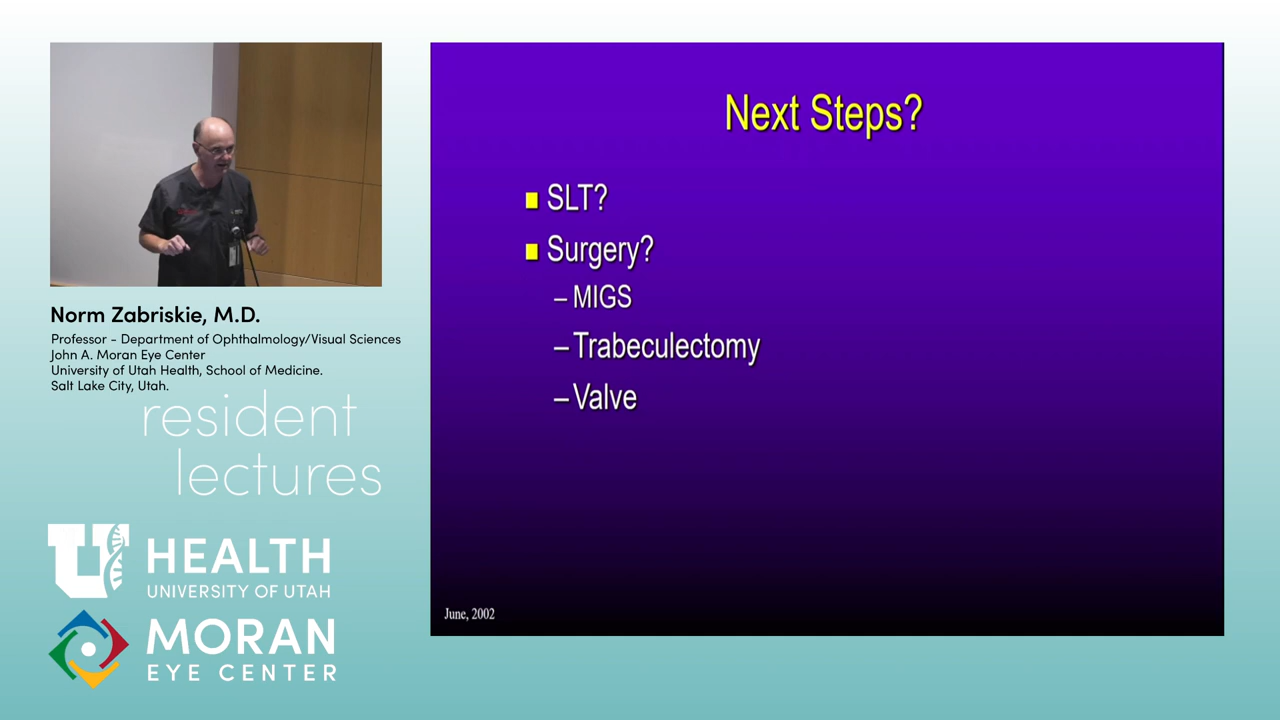 Next Steps?
SLT?
Surgery?
– MIGS
– Trabeculectomy
– Valve
June, 2002
Norm Zabriskie, M.D.
Professor - Department of Ophthalmology/Visual Sciences
John A. Moran Eye Center
University of Utah Health, School of Medicine.
Salt Lake City, Utah.
resident
lectures
U HEALTH
UNIVERSITY OF UTAH
MORAN
EYE CENTER